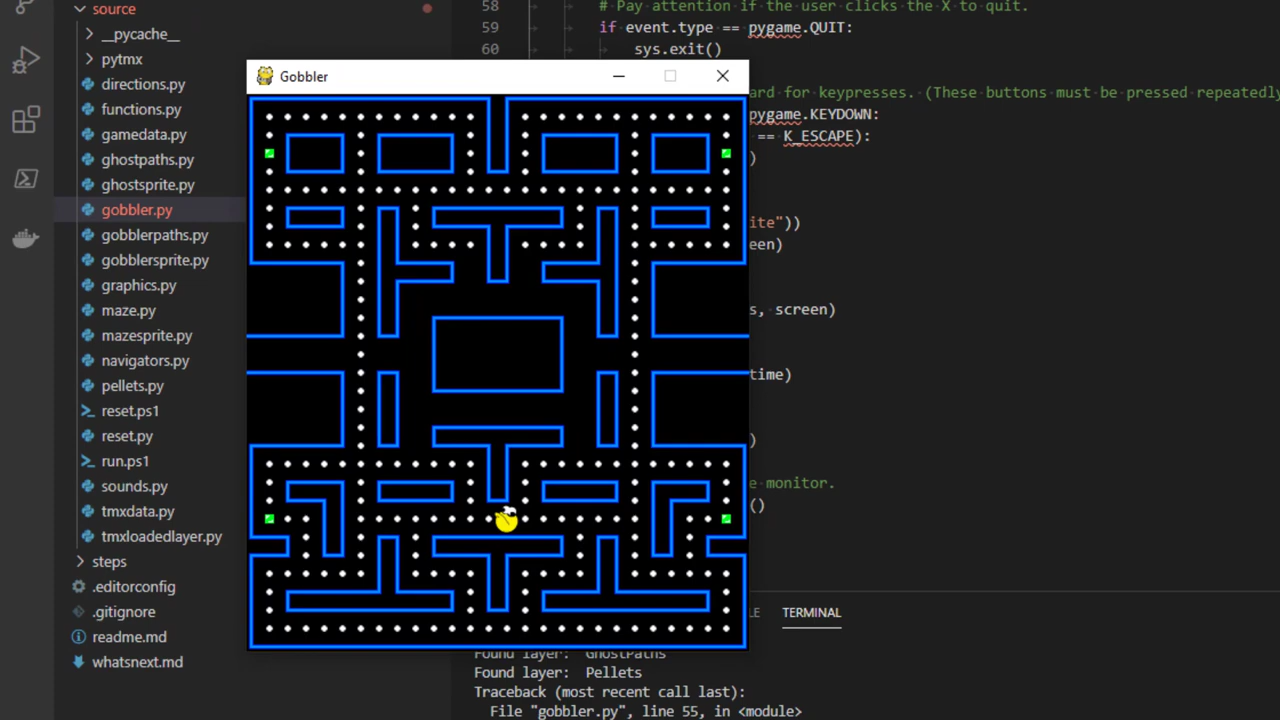 source
__pycache__
pytmx
directions.py
functions.py
gamedata.py
ghostpaths.py
ghostsprite.py
gobbler.py
gobblerpaths.py
gobblersprite.py
graphics.py
maze.py
mazesprite.py
navigators.py
pellets.py
reset.ps1
reset.py
run.ps1
sounds.py
tmxdata.py
tmxloadedlayer.py
steps
.editorconfig
.gitignore
readme.md
whatsnext.md
58 # Pay attention if the user clicks the X to quit.
59 if event.type == pygame.QUIT:
60 sys.exit()
Gobbler
ard for keypresses. (These buttons must be pressed repeatedly
pygame.KEYDOWN:
== K_ESCAPE):
)
ite"))
een)
s, screen)
time)
)
e monitor.
()
LE TERMINAL
Found layer: GhostPaths
Found layer: Pellets
Traceback (most recent call last):
File "gobbler.py", line 55, in <module>